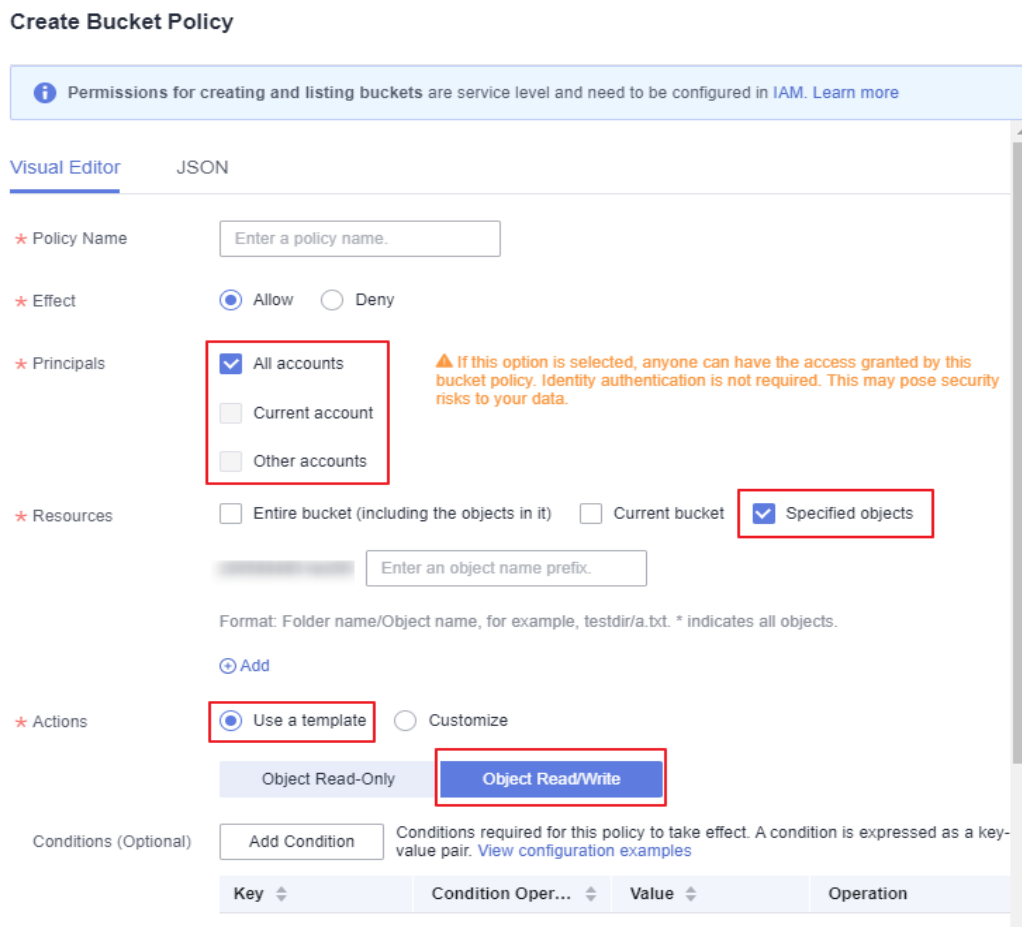 Create Bucket Policy
Permissions for creating and listing buckets are service level and need to be configured in IAM. Learn more
Visual Editor JSON
* Policy Name Enter a policy name.
* Effect Allow Deny
* Principals All accounts
If this option is selected, anyone can have the access granted by this
bucket policy. Identity authentication is not required. This may pose security
risks to your data.
Current account
Other accounts
* Resources Entire bucket (including the objects in it) Current bucket Specified objects
Enter an object name prefix.
Format: Folder name/Object name, for example, testdir/a.txt. * indicates all objects.
Add
* Actions Use a template Customize
Object Read-Only Object Read/Write
Conditions (Optional) Add Condition
Conditions required for this policy to take effect. A condition is expressed as a key-
value pair. View configuration examples
Key Condition Oper... Value Operation